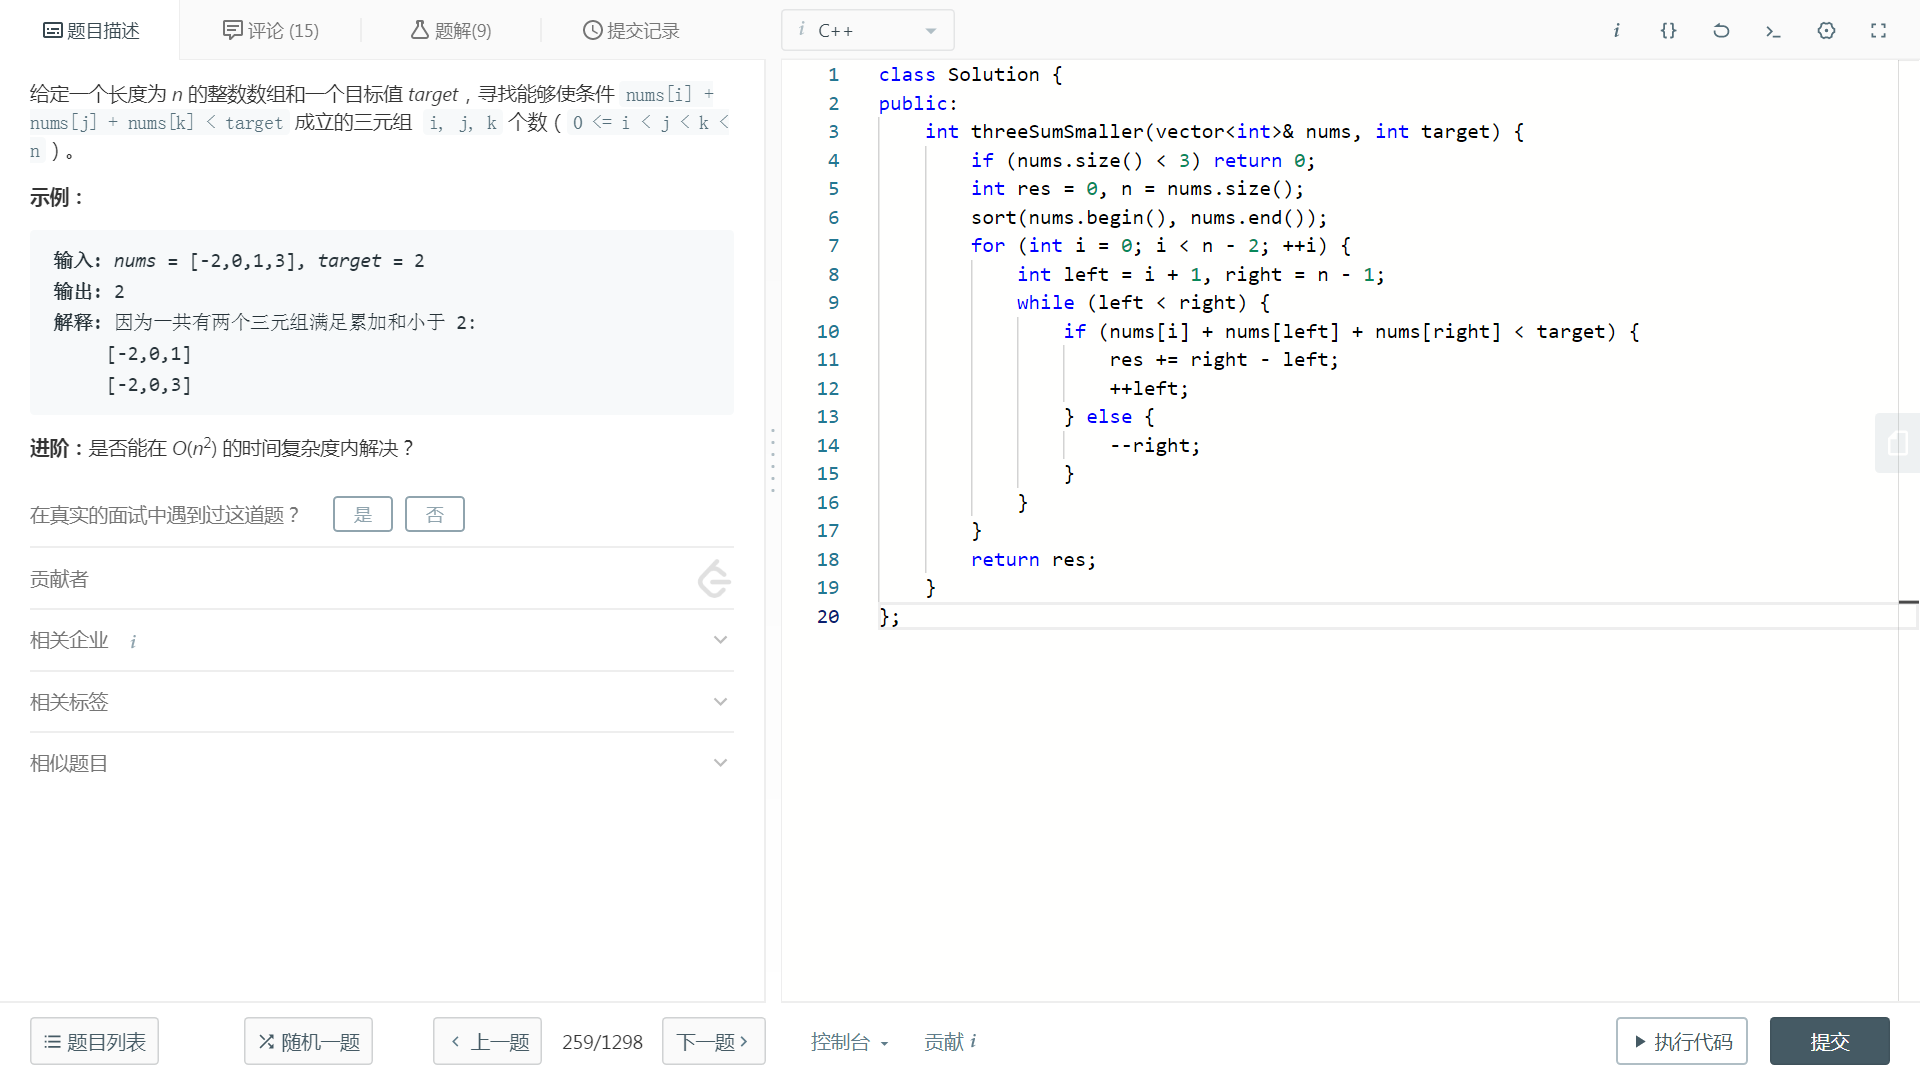 题目描述
评论 (15)
题解(9)
提交记录
i C++
给定一个长度为 n 的整数数组和一个目标值 target，寻找能够使条件 nums[i] +
nums[j] + nums[k] < target 成立的三元组 i, j, k 个数（0 <= i < j < k <
n）。
示例：
输入: nums = [-2,0,1,3], target = 2
输出: 2
解释: 因为一共有两个三元组满足累加和小于 2:
[-2,0,1]
[-2,0,3]
进阶：是否能在 O(n²) 的时间复杂度内解决？
在真实的面试中遇到过这道题？ 是 否
贡献者
相关企业 i
相关标签
相似题目
1 class Solution {
2 public:
3     int threeSumSmaller(vector<int>& nums, int target) {
4         if (nums.size() < 3) return 0;
5         int res = 0, n = nums.size();
6         sort(nums.begin(), nums.end());
7         for (int i = 0; i < n - 2; ++i) {
8             int left = i + 1, right = n - 1;
9             while (left < right) {
10                 if (nums[i] + nums[left] + nums[right] < target) {
11                     res += right - left;
12                     ++left;
13                 } else {
14                     --right;
15                 }
16             }
17         }
18         return res;
19     }
20 };
题目列表
随机一题
上一题
259/1298
下一题
控制台
贡献 i
执行代码
提交